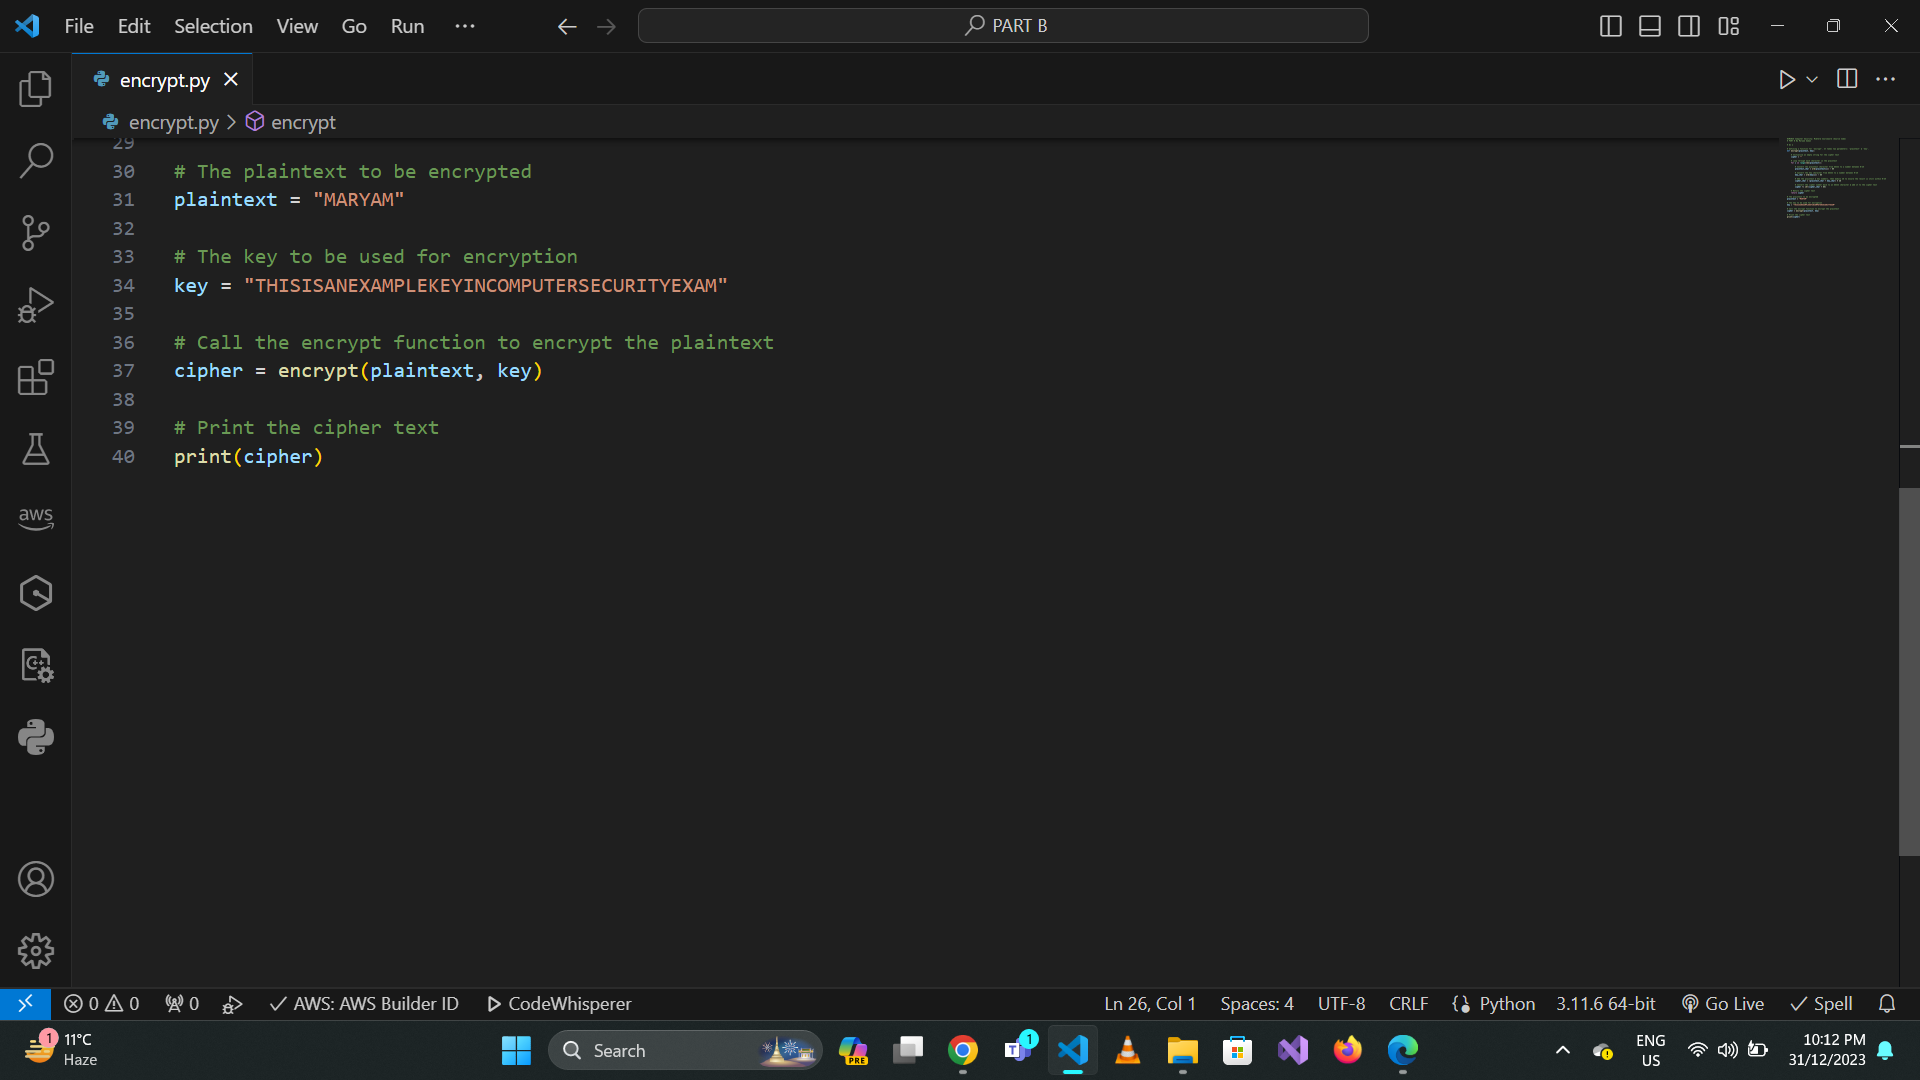 File Edit Selection View Go Run ··· PART B
encrypt.py
encrypt.py > encrypt
29
30 # The plaintext to be encrypted
31 plaintext = "MARYAM"
32
33 # The key to be used for encryption
34 key = "THISISANEXAMPLEKEYINCOMPUTERSECURITYEXAM"
35
36 # Call the encrypt function to encrypt the plaintext
37 cipher = encrypt(plaintext, key)
38
39 # Print the cipher text
40 print(cipher)
aws
0 0 0 AWS: AWS Builder ID CodeWhisperer Ln 26, Col 1 Spaces: 4 UTF-8 CRLF {} Python 3.11.6 64-bit Go Live Spell
1 11°C
Haze
Search
PRE
1
ENG
US
10:12 PM
31/12/2023